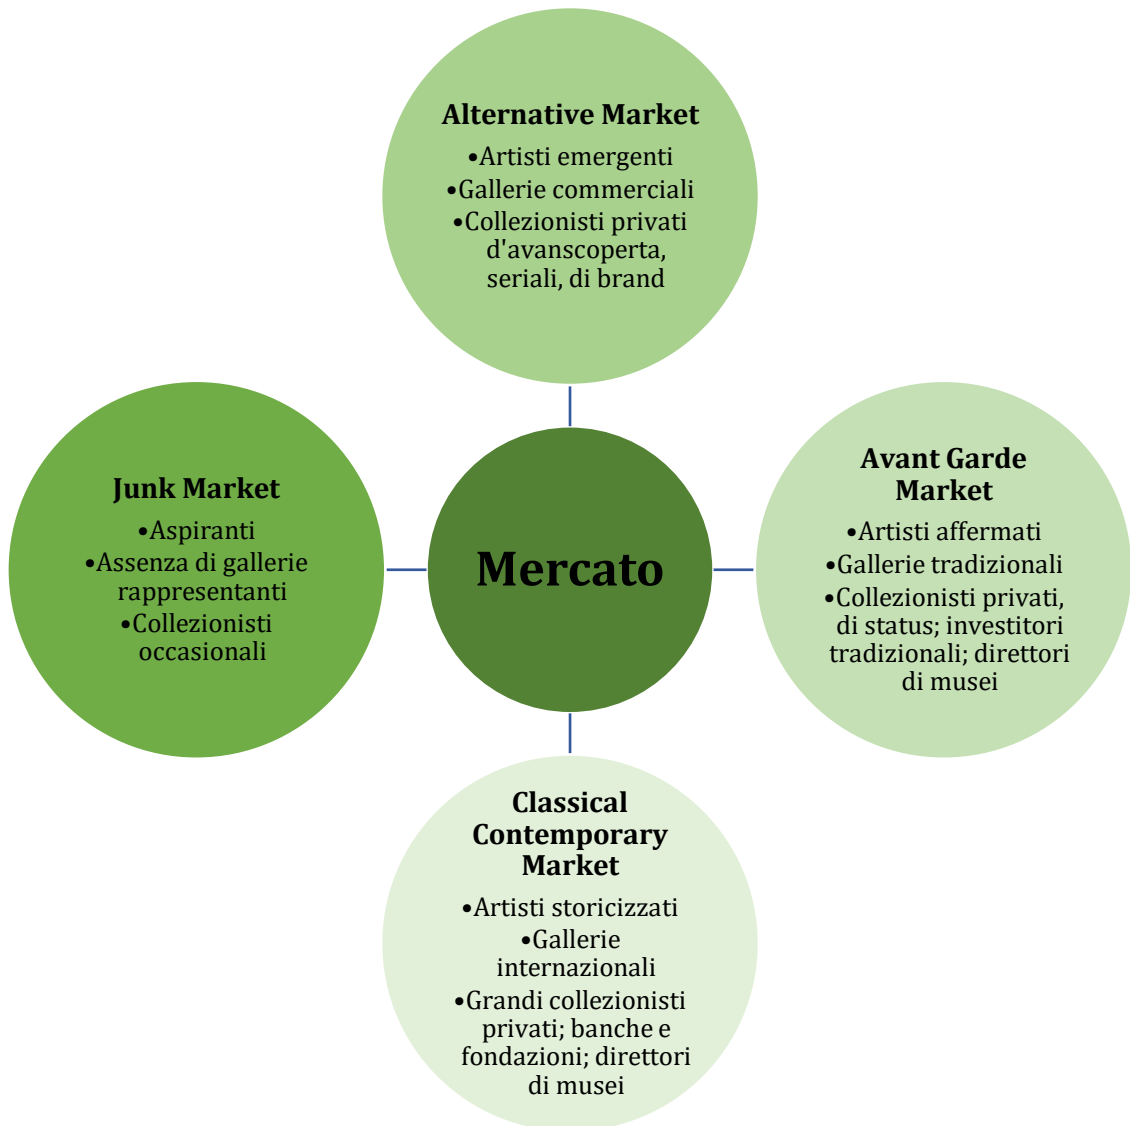 Alternative Market
•Artisti emergenti
•Gallerie commerciali
•Collezionisti privati
d'avanscoperta,
seriali, di brand
Junk Market
•Aspiranti
•Assenza di gallerie
rappresentanti
•Collezionisti
occasionali
Mercato
Avant Garde
Market
•Artisti affermati
•Gallerie tradizionali
•Collezionisti privati,
di status; investitori
tradizionali; direttori
di musei
Classical
Contemporary
Market
•Artisti storicizzati
•Gallerie
internazionali
•Grandi collezionisti
privati; banche e
fondazioni; direttori
di musei